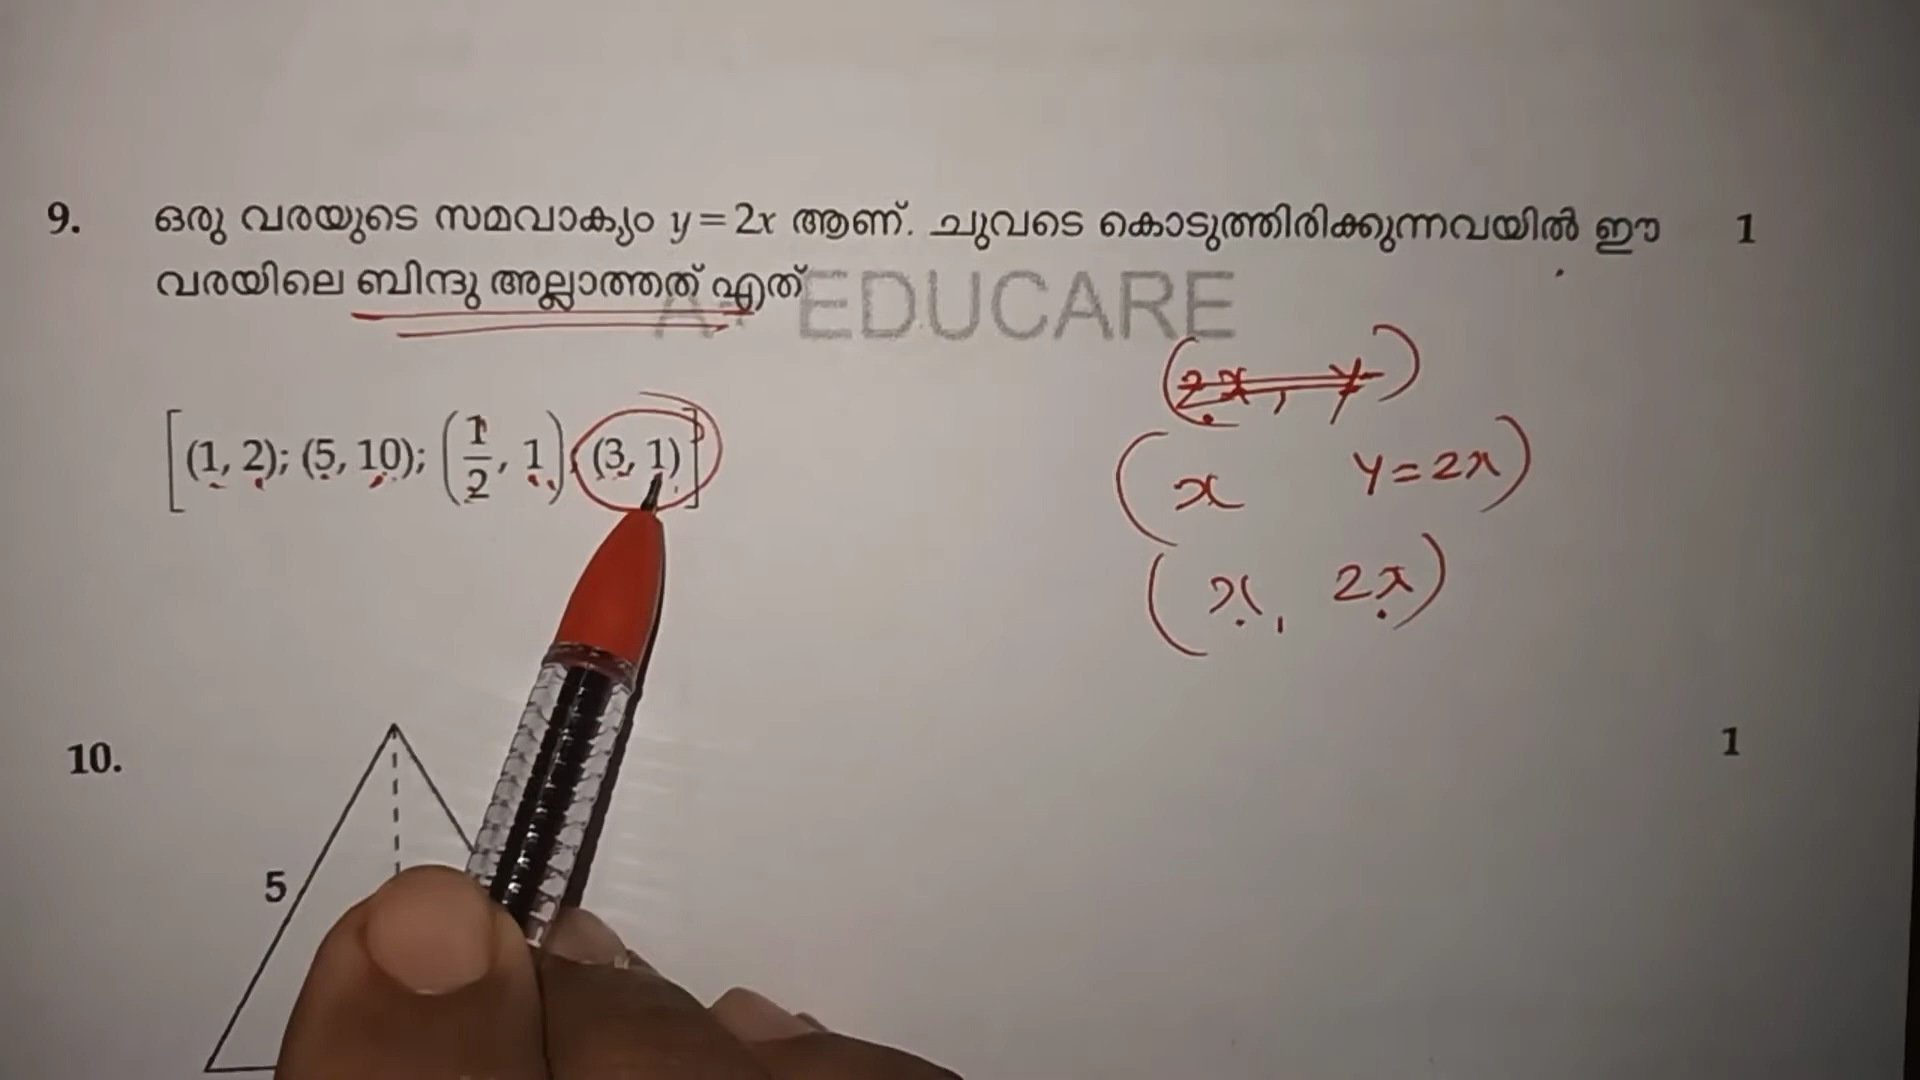 9. ഒരു വരയുടെ സമവാക്യം y = 2x ആണ്. ചുവടെ കൊടുത്തിരിക്കുന്നവയിൽ ഈ 1
വരയിലെ ബിന്ദു അല്ലാത്തത് ഏത്
A+ EDUCARE
(2x, y)
[(1, 2); (5, 10); (1/2, 1) (3, 1)]
(x y = 2x)
(x, 2x)
10. 1
5